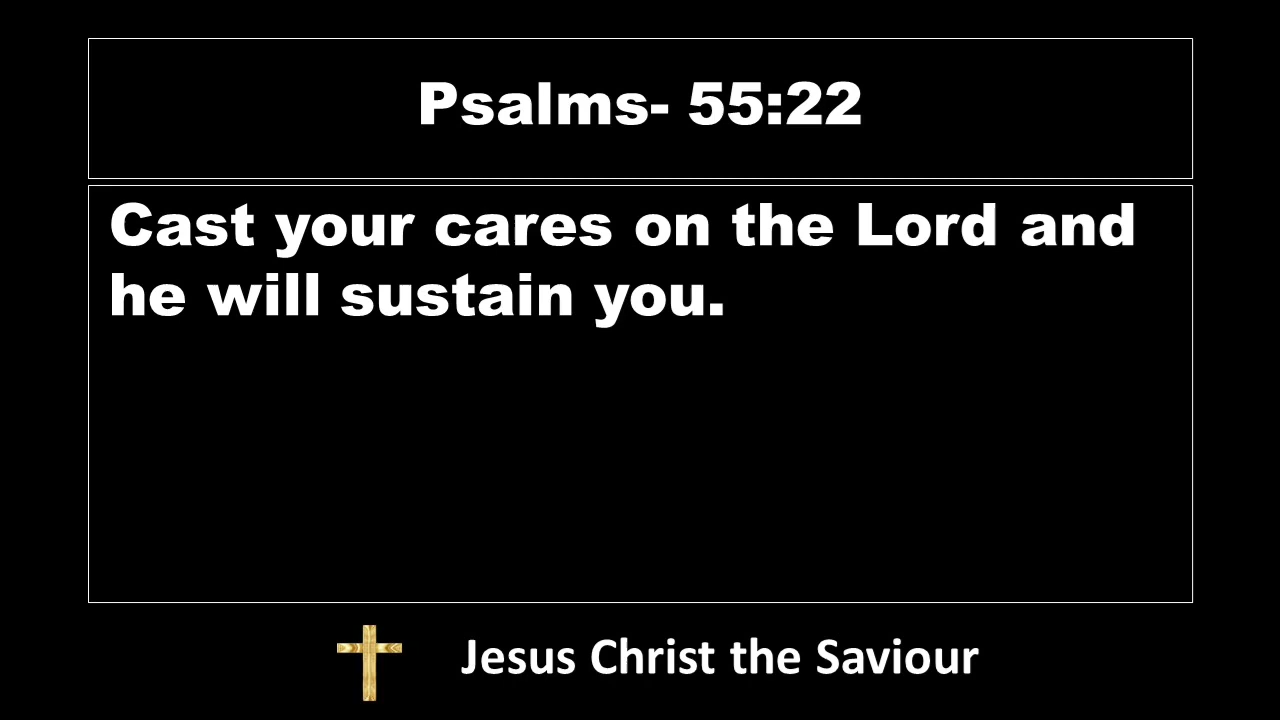 Psalms- 55:22
Cast your cares on the Lord and
he will sustain you.
Jesus Christ the Saviour